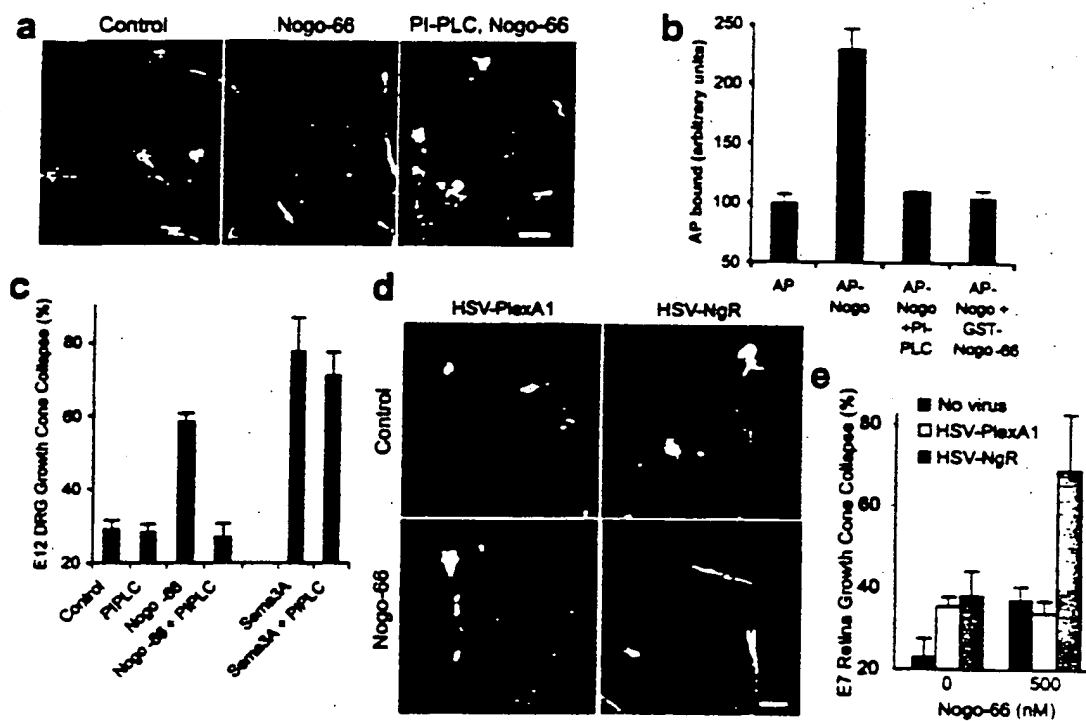 a
Control
Nogo-66
PI-PLC, Nogo-66
b
AP bound (arbitrary units)
250
200
150
100
50
AP
AP-
Nogo
AP-
Nogo
+PI-
PLC
AP-
Nogo +
GST-
Nogo-66
c
E12 DRG Growth Cone Collapse (%)
80
60
40
20
Control
PIPLC
Nogo -66
Nogo -66 + PIPLC
Sema3A
Sema3A + PIPLC
d
HSV-PlexA1
HSV-NgR
Control
Nogo-66
e
E7 Retina Growth Cone Collapse (%)
80
60
40
20
No virus
HSV-PlexA1
HSV-NgR
0
500
Nogo-66 (nM)